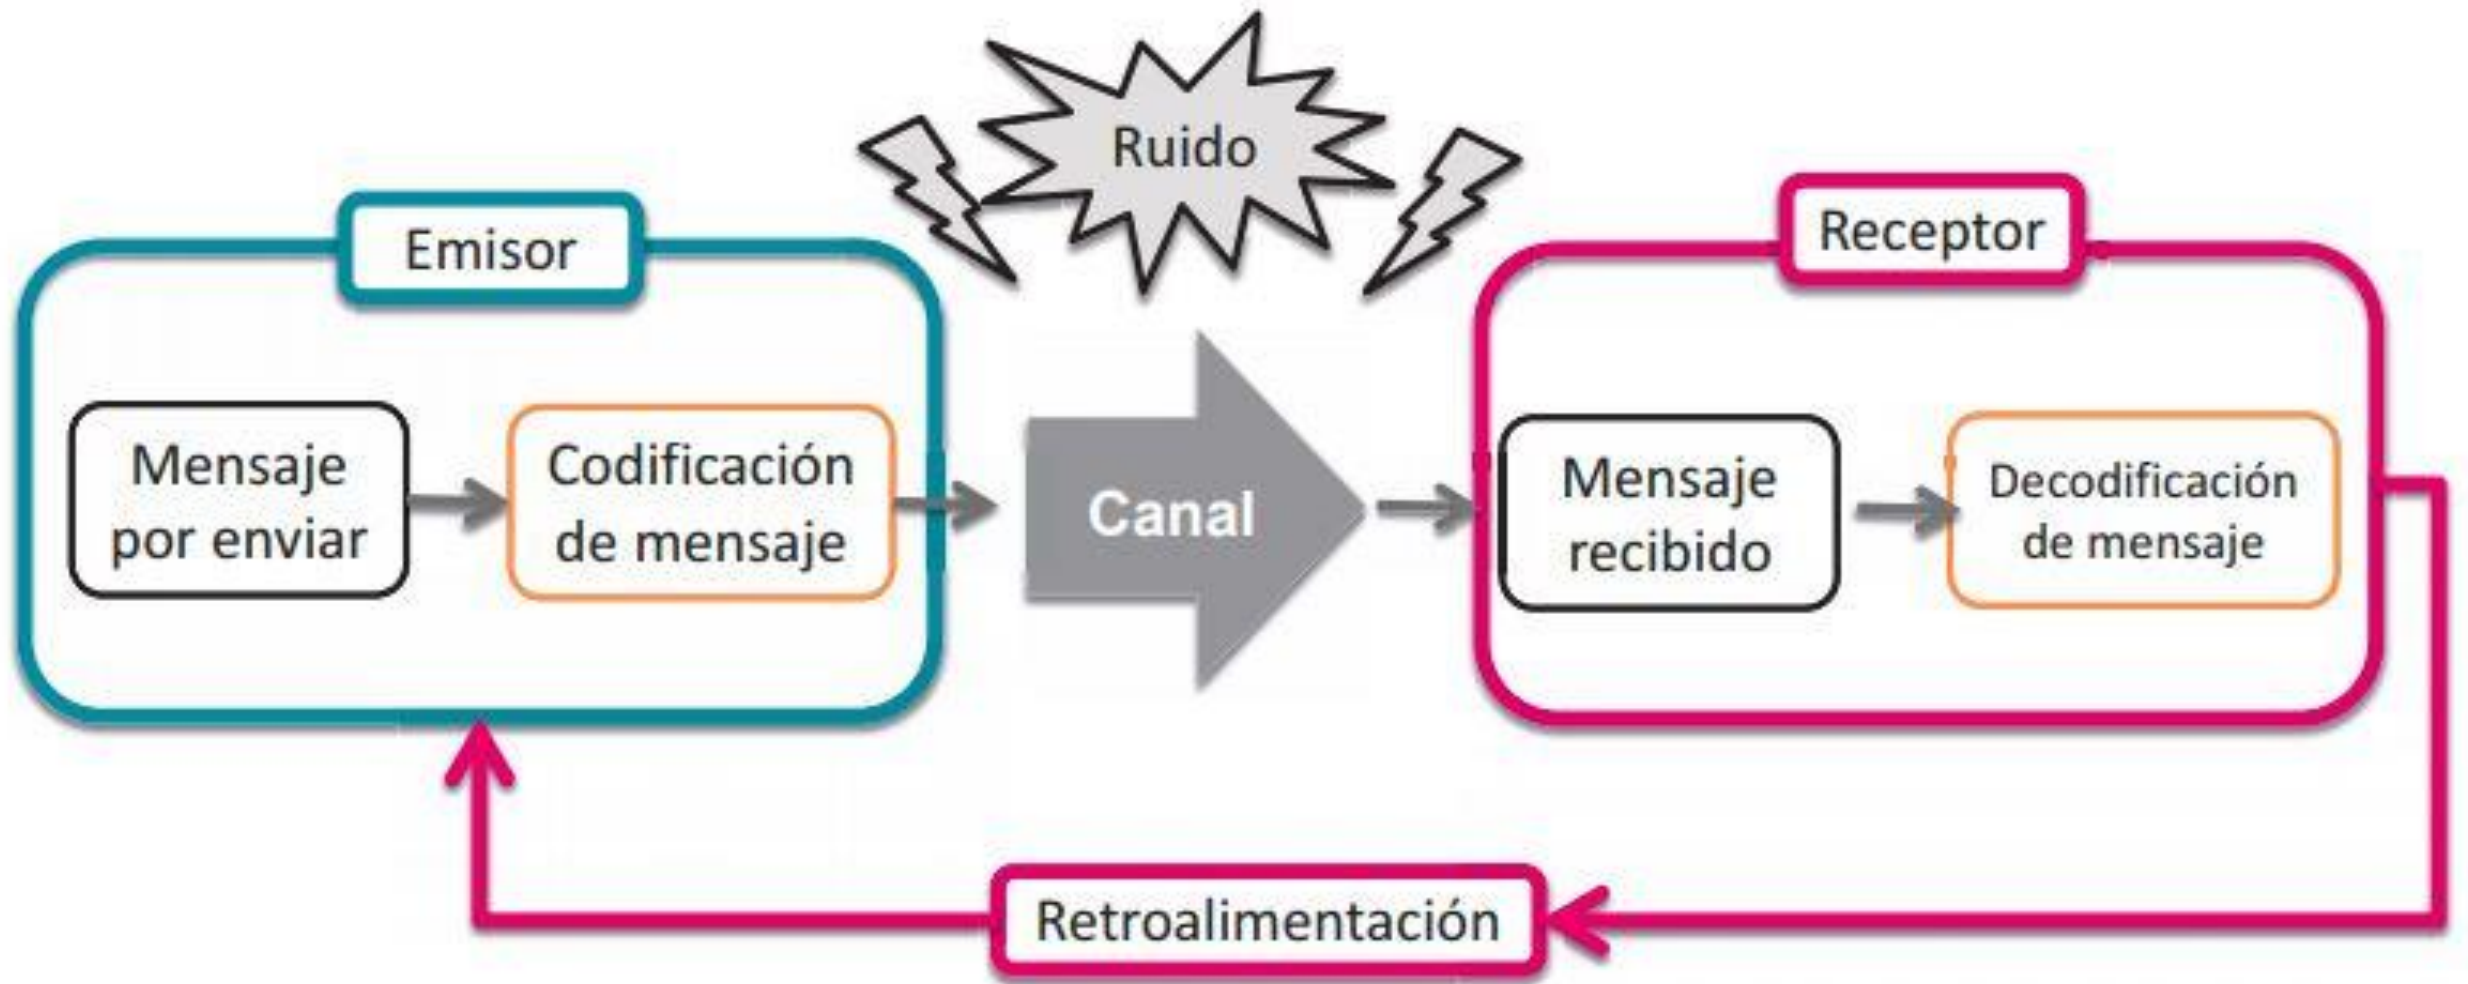 Ruido
Emisor
Receptor
Mensaje
por enviar
Codificación
de mensaje
Canal
Mensaje
recibido
Decodificación
de mensaje
Retroalimentación